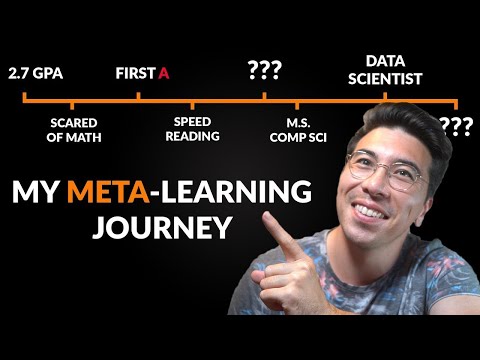 2.7 GPA
SCARED
OF MATH
FIRST A
SPEED
READING
???
M.S.
COMP SCI
DATA
SCIENTIST
???
MY META-LEARNING
JOURNEY